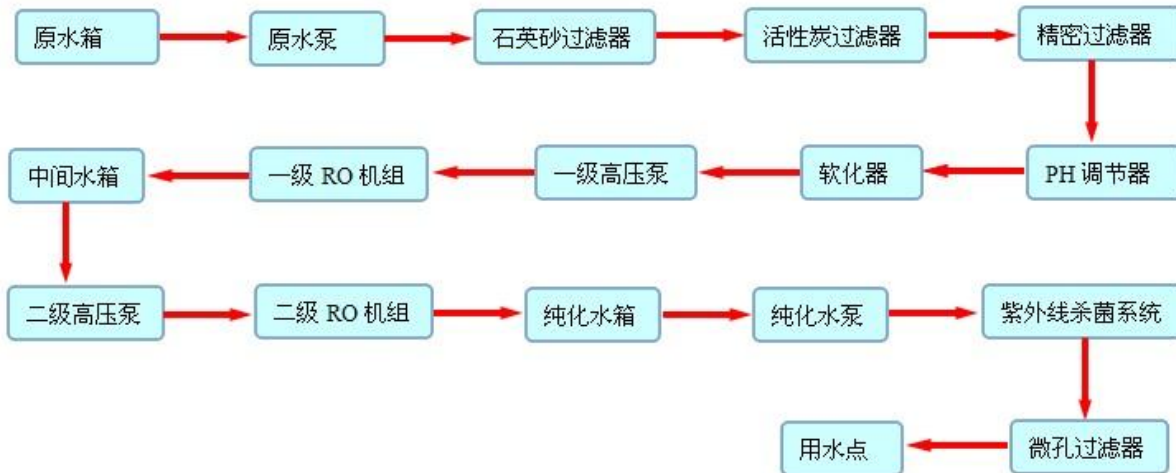 原水箱
原水泵
石英砂过滤器
活性炭过滤器
精密过滤器
PH 调节器
软化器
一级高压泵
一级 RO 机组
中间水箱
二级高压泵
二级 RO 机组
纯化水箱
纯化水泵
紫外线杀菌系统
微孔过滤器
用水点